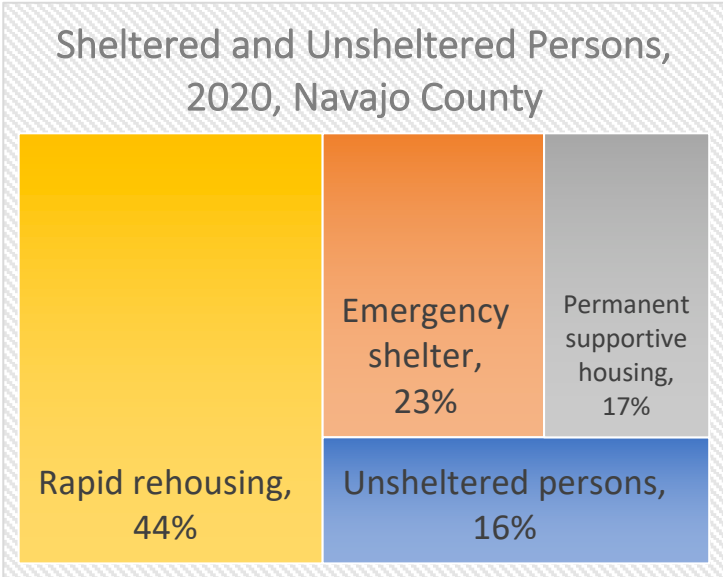 Sheltered and Unsheltered Persons,
2020, Navajo County
Rapid rehousing,
44%
Emergency
shelter,
23%
Permanent
supportive
housing,
17%
Unsheltered persons,
16%